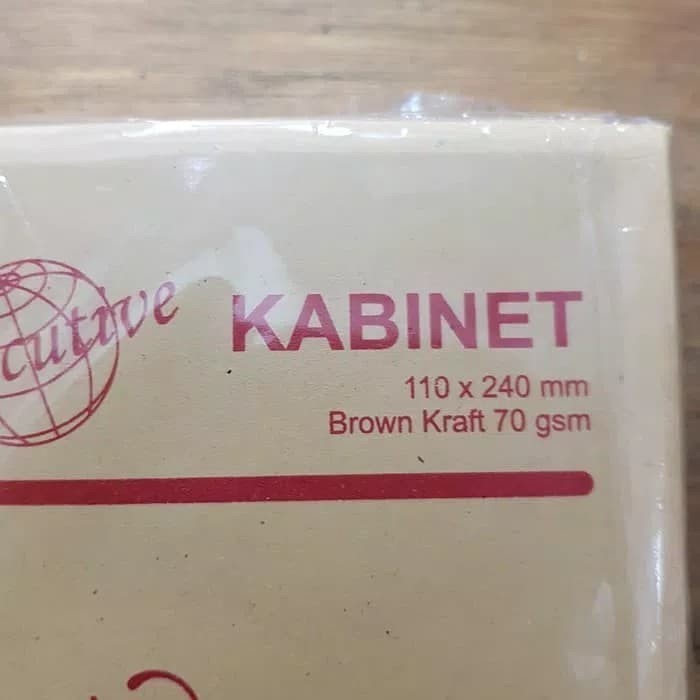 cutive
KABINET
110 x 240 mm
Brown Kraft 70 gsm